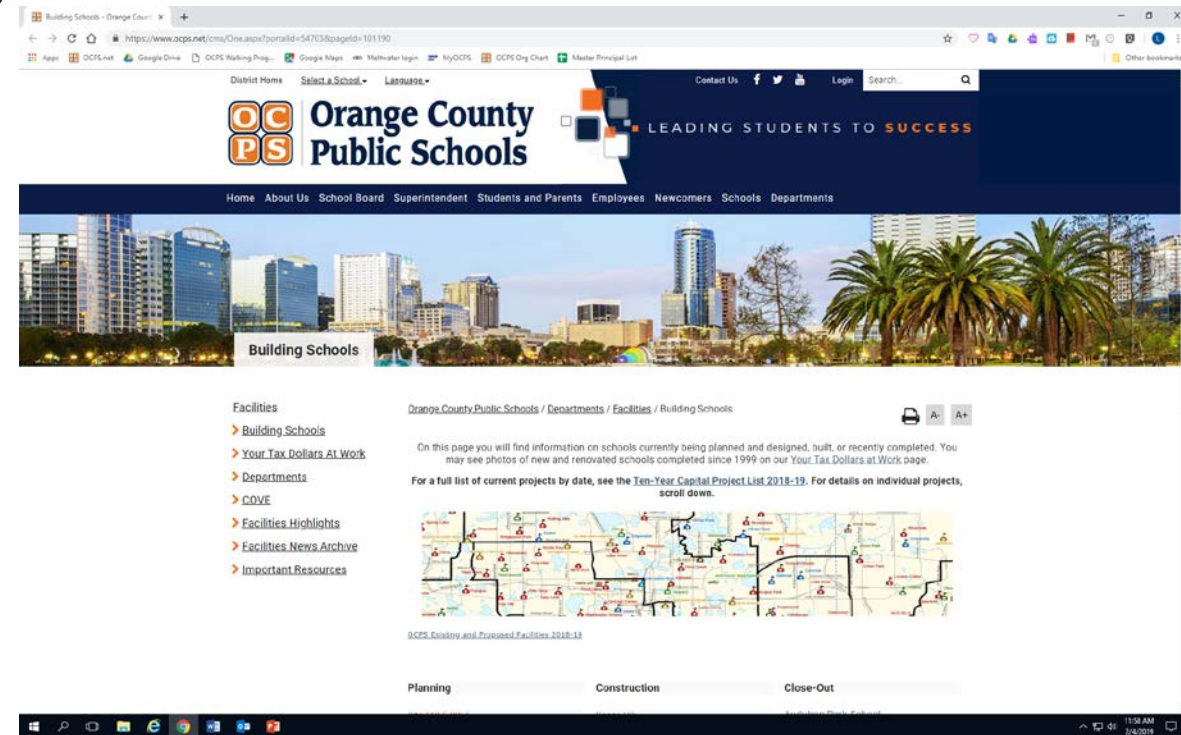 Building Schools - Orange Coun
https://www.ocps.net/cms/One.aspx?portalId=54703&pageId=101190
Apps OCPS.net Google Drive OCPS Walking Prog... Google Maps Meltwater login MyOCPS OCPS Org Chart Master Principal List Other bookmarks
District Home Select a School Language Contact Us Login Search...
OC PS
Orange County
Public Schools
LEADING STUDENTS TO SUCCESS
Home About Us School Board Superintendent Students and Parents Employees Newcomers Schools Departments
Building Schools
Facilities
Building Schools
Your Tax Dollars At Work
Departments
COVE
Facilities Highlights
Facilities News Archive
Important Resources
Orange County Public Schools / Departments / Facilities / Building Schools
A- A+
On this page you will find information on schools currently being planned and designed, built, or recently completed. You
may see photos of new and renovated schools completed since 1999 on our Your Tax Dollars at Work page.
For a full list of current projects by date, see the Ten-Year Capital Project List 2018-19. For details on individual projects,
scroll down.
OCPS Existing and Proposed Facilities 2018-19
Planning Construction Close-Out
11:58 AM
2/4/2019